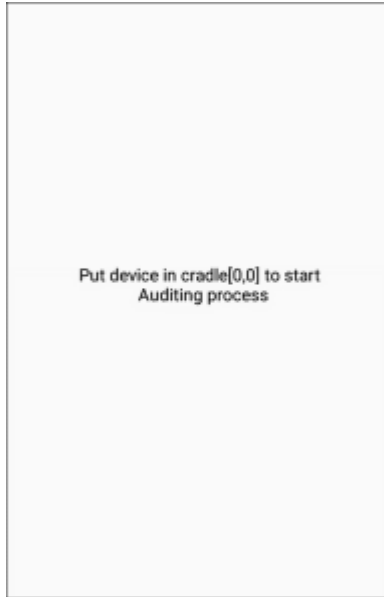 Put device in cradle[0,0] to start
Auditing process